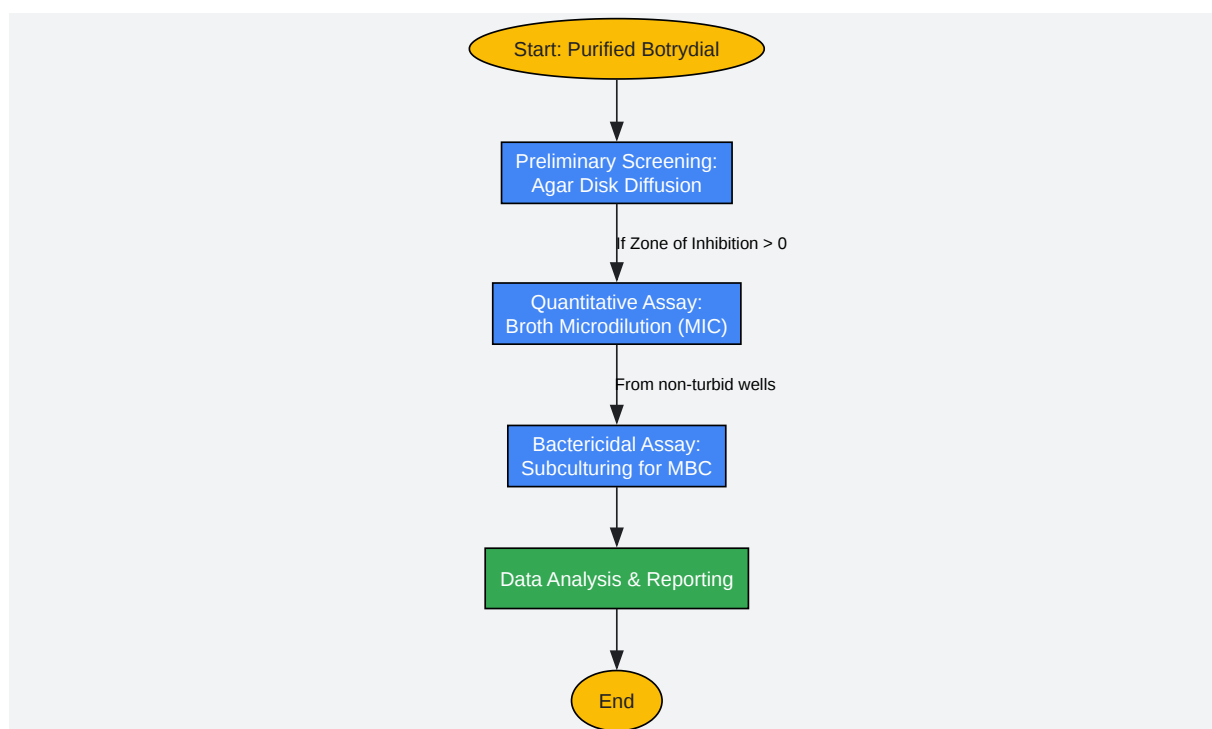 Start: Purified Botrydial
Preliminary Screening:
Agar Disk Diffusion
If Zone of Inhibition > 0
Quantitative Assay:
Broth Microdilution (MIC)
From non-turbid wells
Bactericidal Assay:
Subculturing for MBC
Data Analysis & Reporting
End